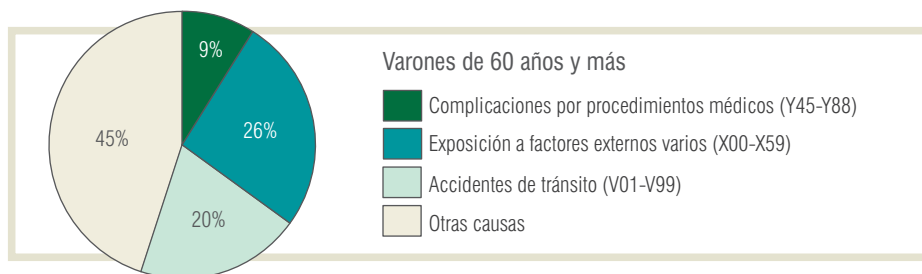 9%
Varones de 60 años y más
Complicaciones por procedimientos médicos (Y45-Y88)
45%
26%
Exposición a factores externos varios (X00-X59)
Accidentes de tránsito (V01-V99)
20%
Otras causas